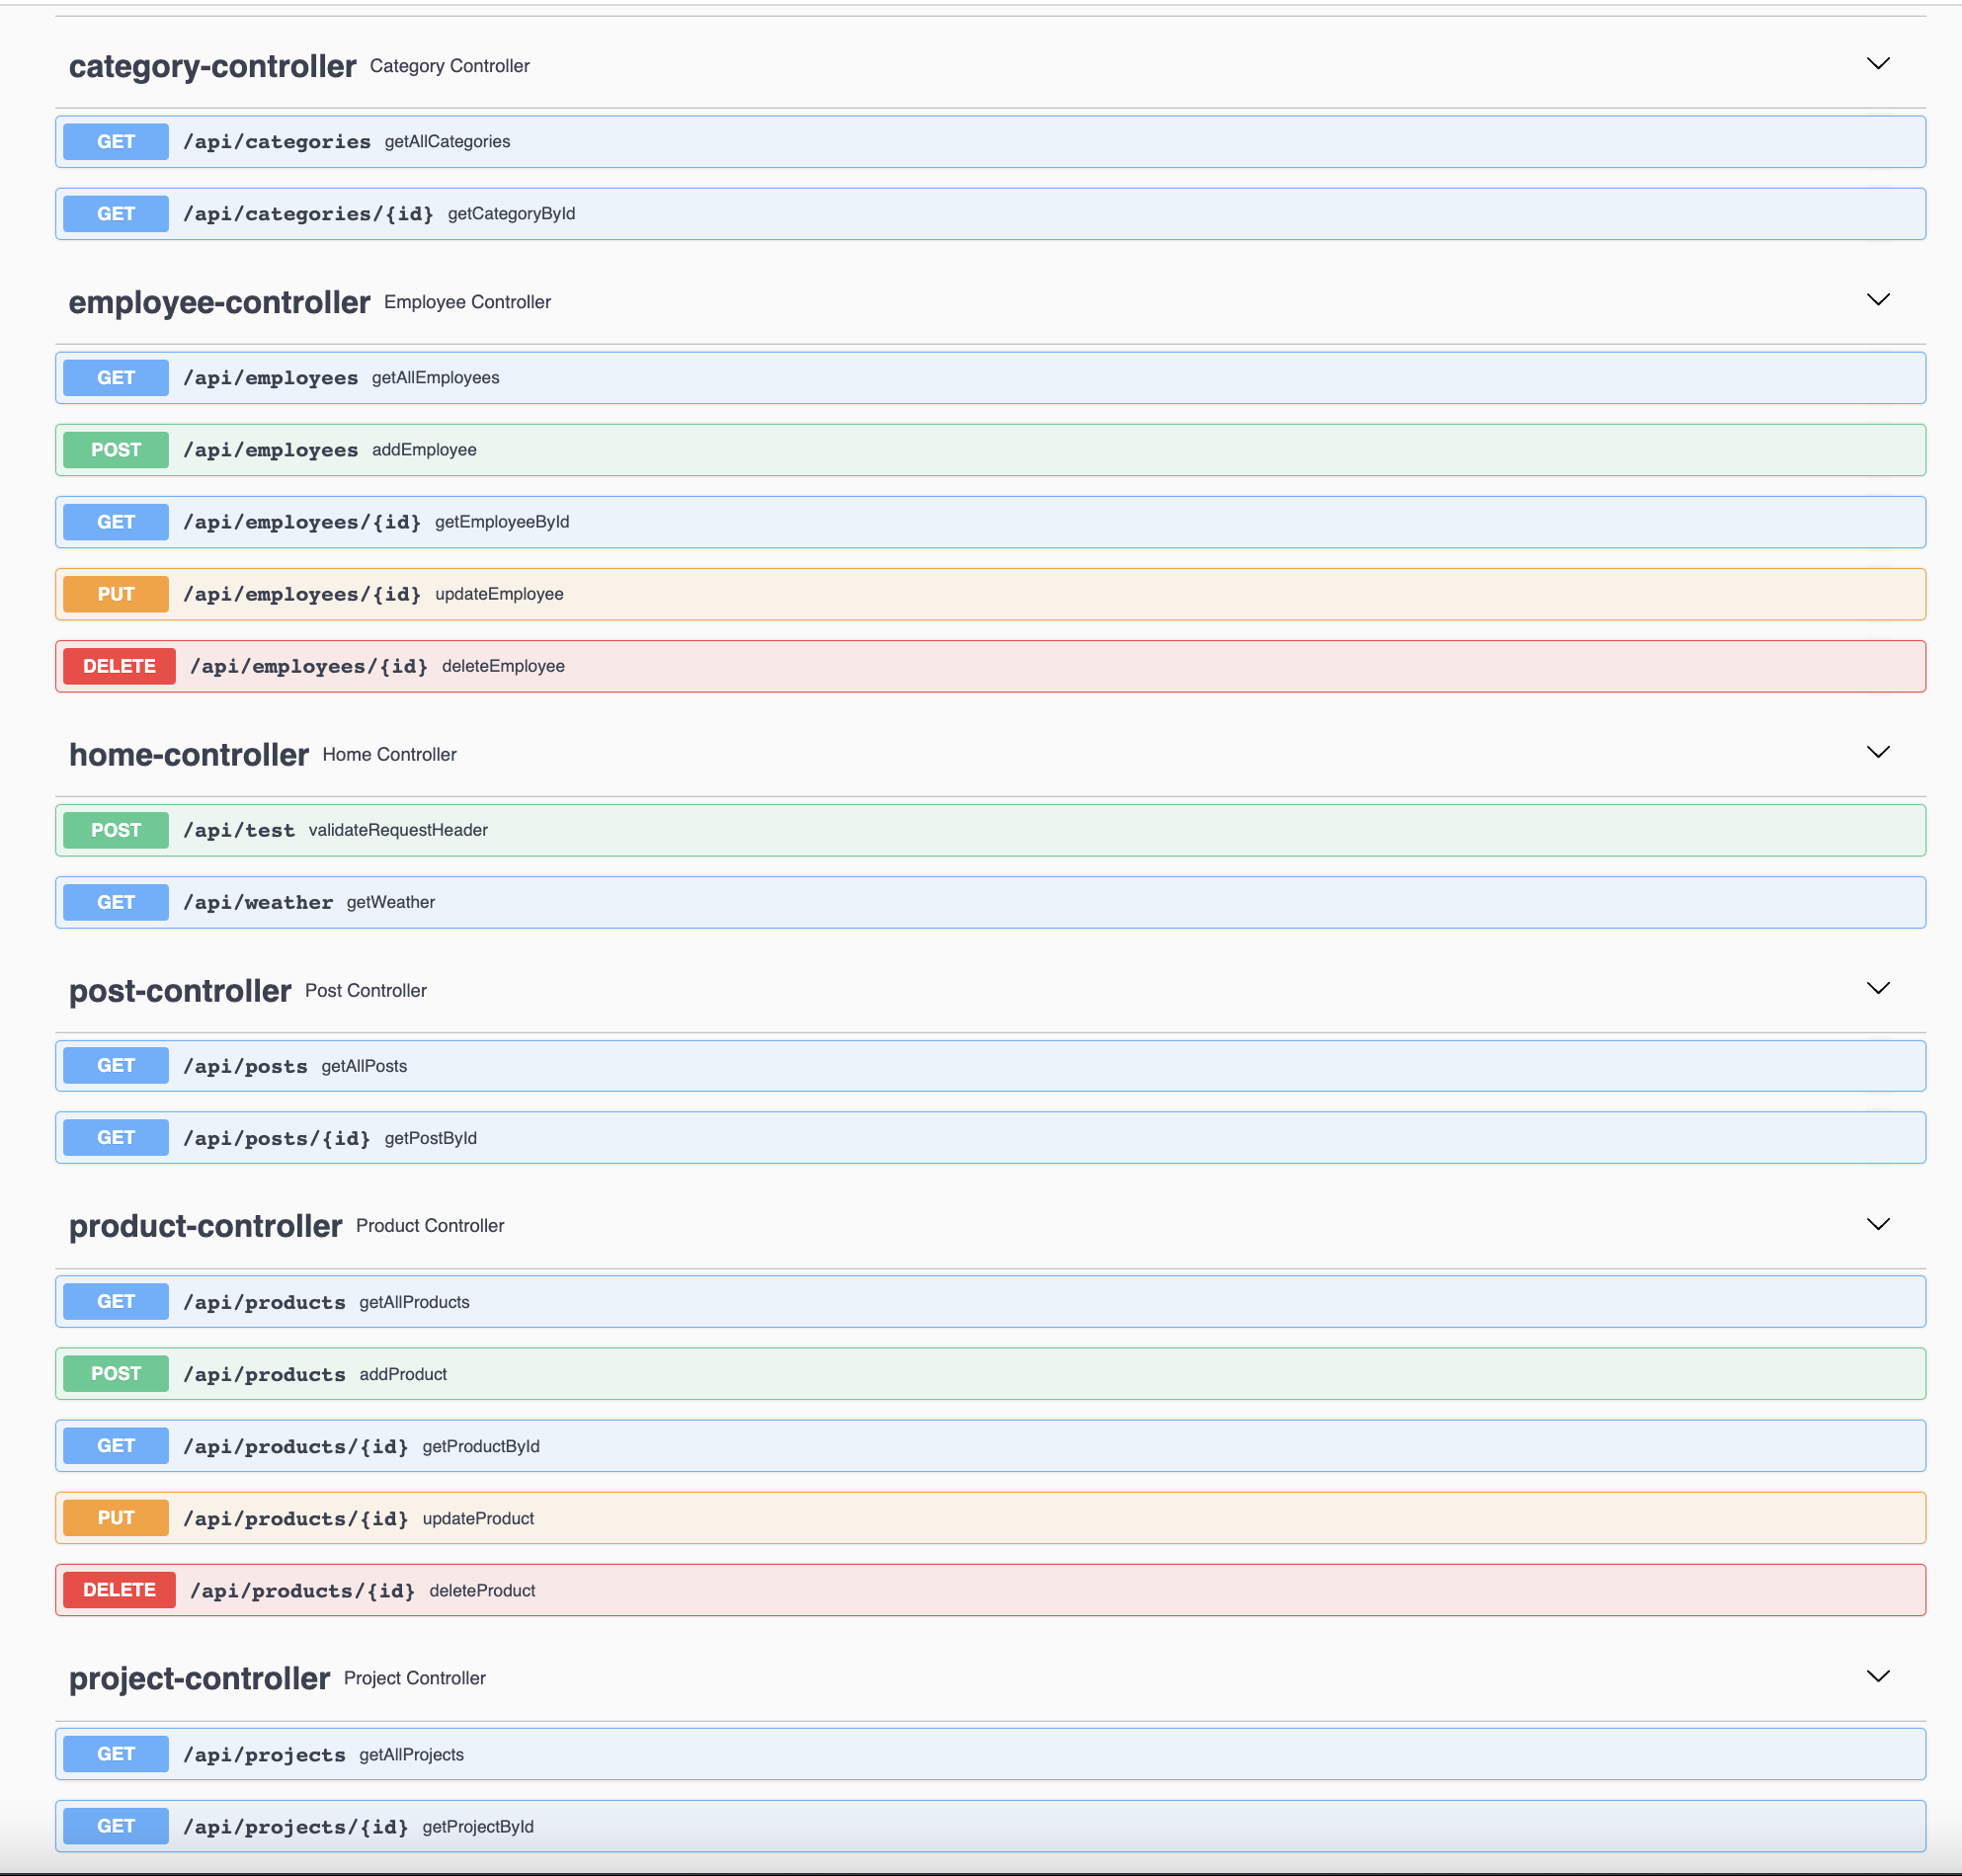 category-controller Category Controller
GET /api/categories getAllCategories
GET /api/categories/{id} getCategoryById
employee-controller Employee Controller
GET /api/employees getAllEmployees
POST /api/employees addEmployee
GET /api/employees/{id} getEmployeeById
PUT /api/employees/{id} updateEmployee
DELETE /api/employees/{id} deleteEmployee
home-controller Home Controller
POST /api/test validateRequestHeader
GET /api/weather getWeather
post-controller Post Controller
GET /api/posts getAllPosts
GET /api/posts/{id} getPostById
product-controller Product Controller
GET /api/products getAllProducts
POST /api/products addProduct
GET /api/products/{id} getProductById
PUT /api/products/{id} updateProduct
DELETE /api/products/{id} deleteProduct
project-controller Project Controller
GET /api/projects getAllProjects
GET /api/projects/{id} getProjectById